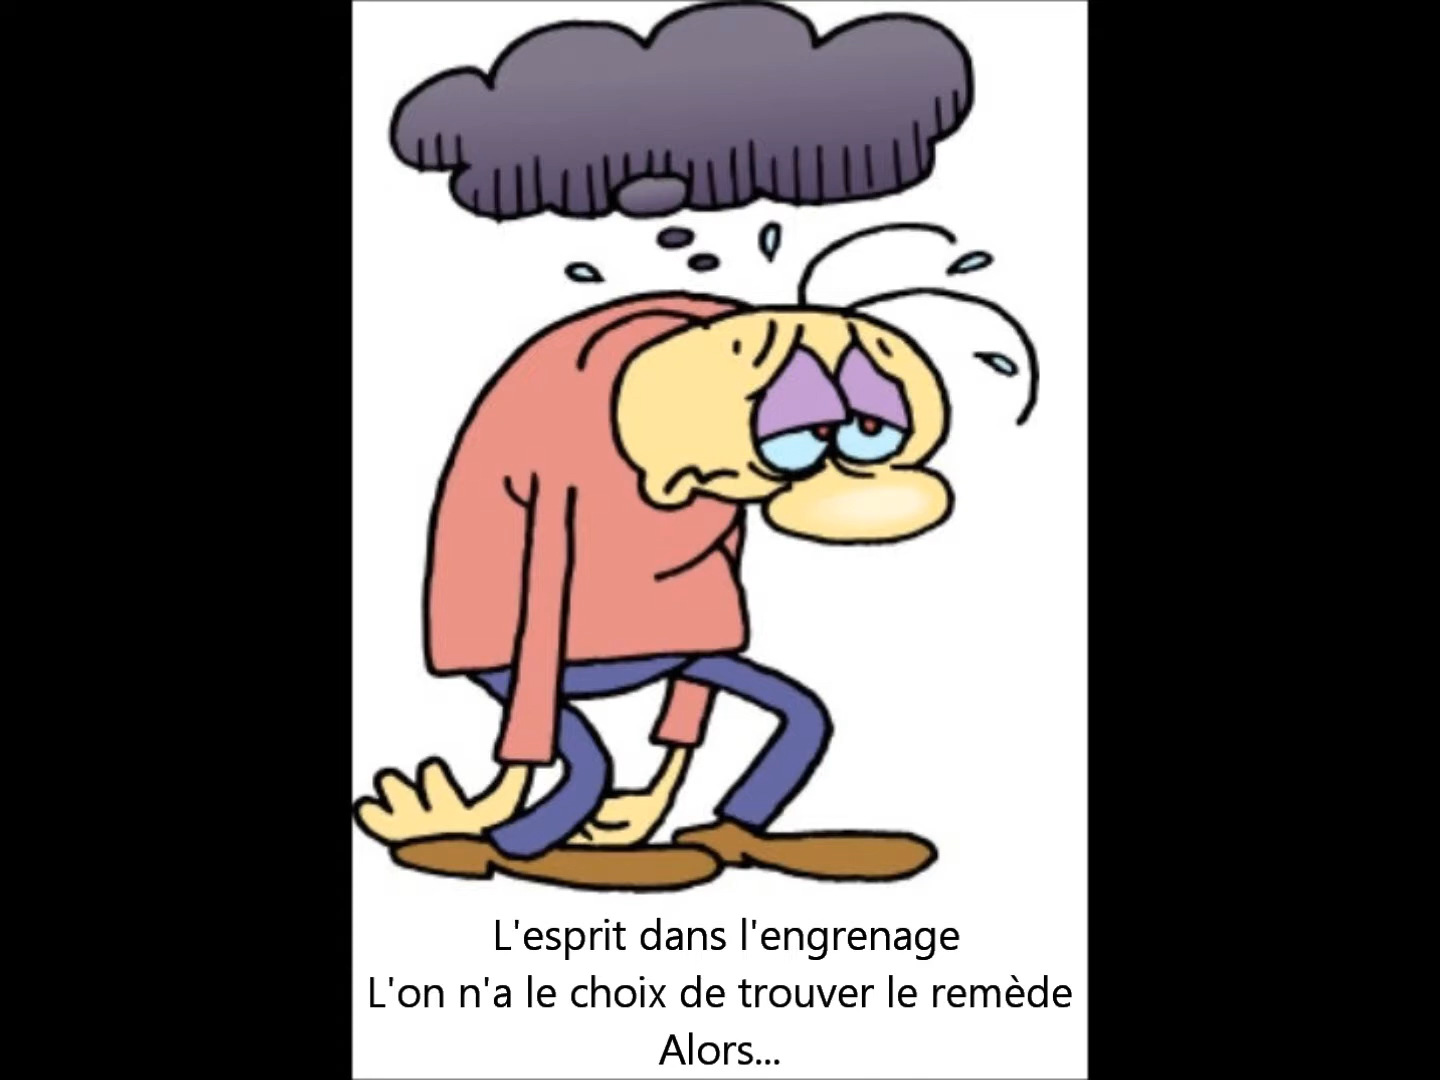 L'esprit dans l'engrenage
L'on n'a le choix de trouver le remède
Alors...